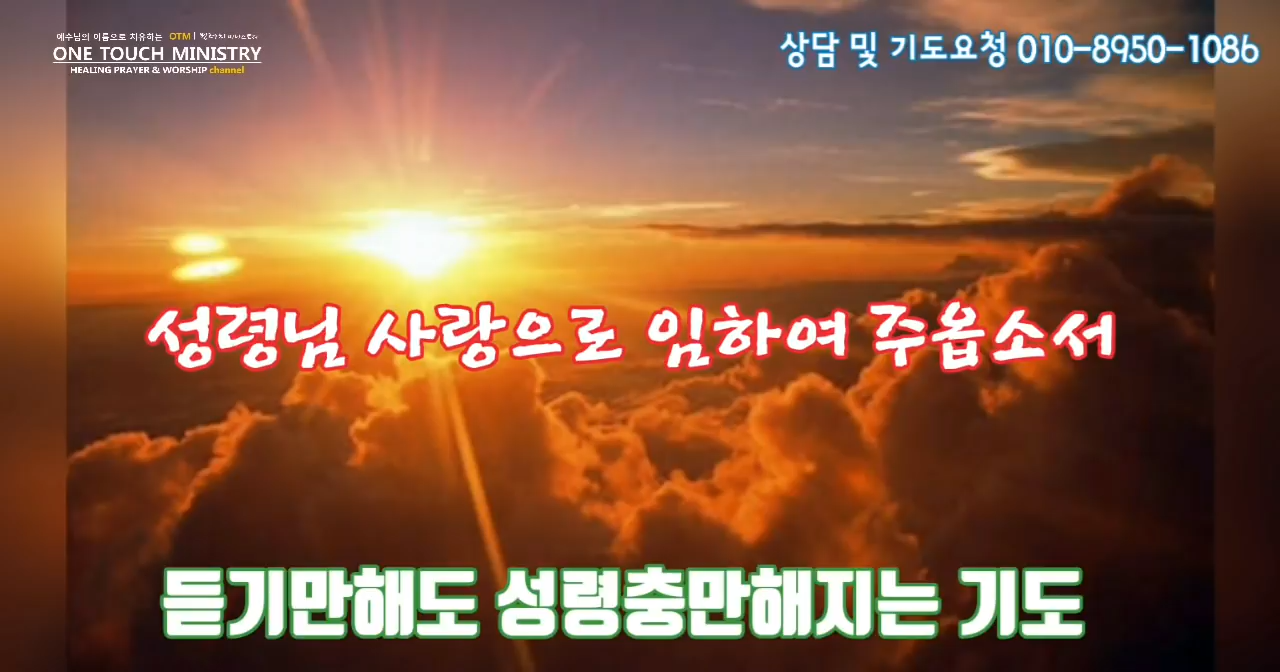 예수님의 이름으로 치유하는 OTM |
ONE TOUCH MINISTRY
HEALING PRAYER & WORSHIP channel
상담 및 기도요청 010-8950-1086
성령님 사랑으로 임하여 주옵소서
듣기만해도 성령충만해지는 기도